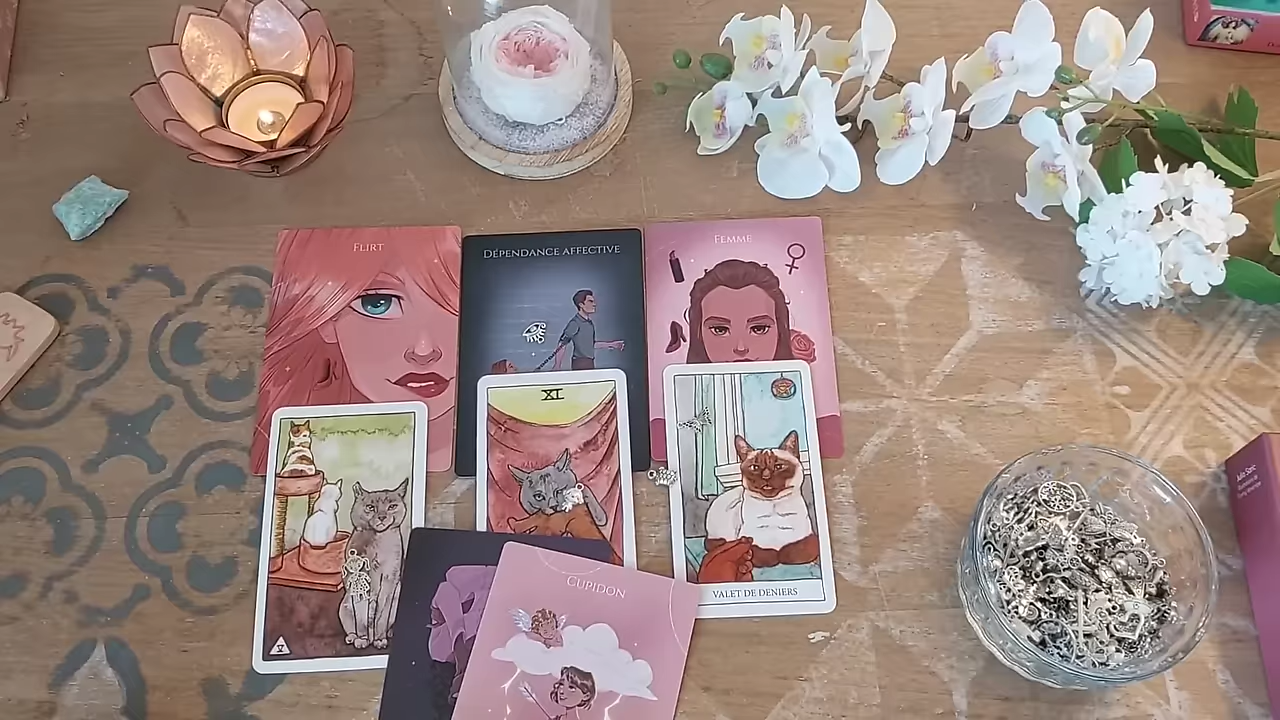 FLIRT
DÉPENDANCE AFFECTIVE
FEMME
XI
VALET DE DENIERS
CUPIDON